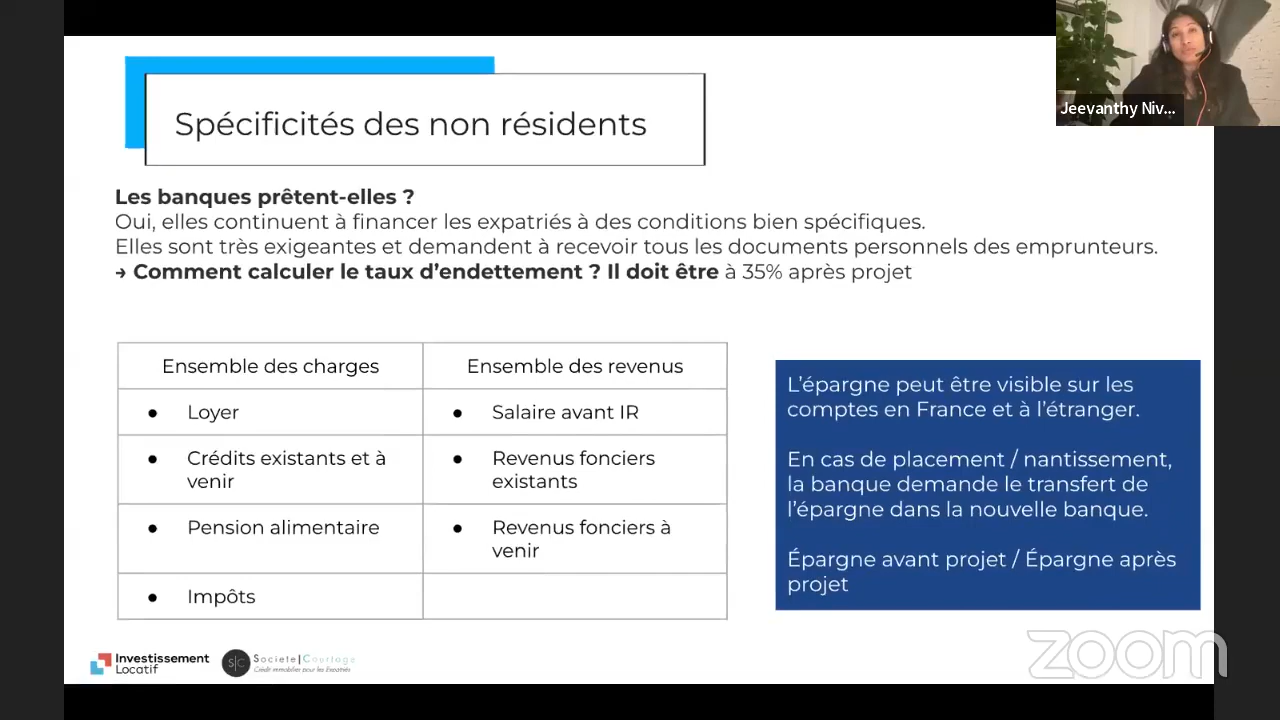 Jeevanthy Niv...
Spécificités des non résidents
Les banques prêtent-elles ?
Oui, elles continuent à financer les expatriés à des conditions bien spécifiques.
Elles sont très exigeantes et demandent à recevoir tous les documents personnels des emprunteurs.
→ Comment calculer le taux d'endettement ? Il doit être à 35% après projet
Ensemble des charges
Ensemble des revenus
● Loyer
● Salaire avant IR
● Crédits existants et à
venir
● Revenus fonciers
existants
● Pension alimentaire
● Revenus fonciers à
venir
● Impôts
L'épargne peut être visible sur les
comptes en France et à l'étranger.
En cas de placement / nantissement,
la banque demande le transfert de
l'épargne dans la nouvelle banque.
Épargne avant projet / Épargne après
projet
Investissement
Locatif
S|C
Societe|Courtage
Crédit immobilier pour les Expatriés
zoom